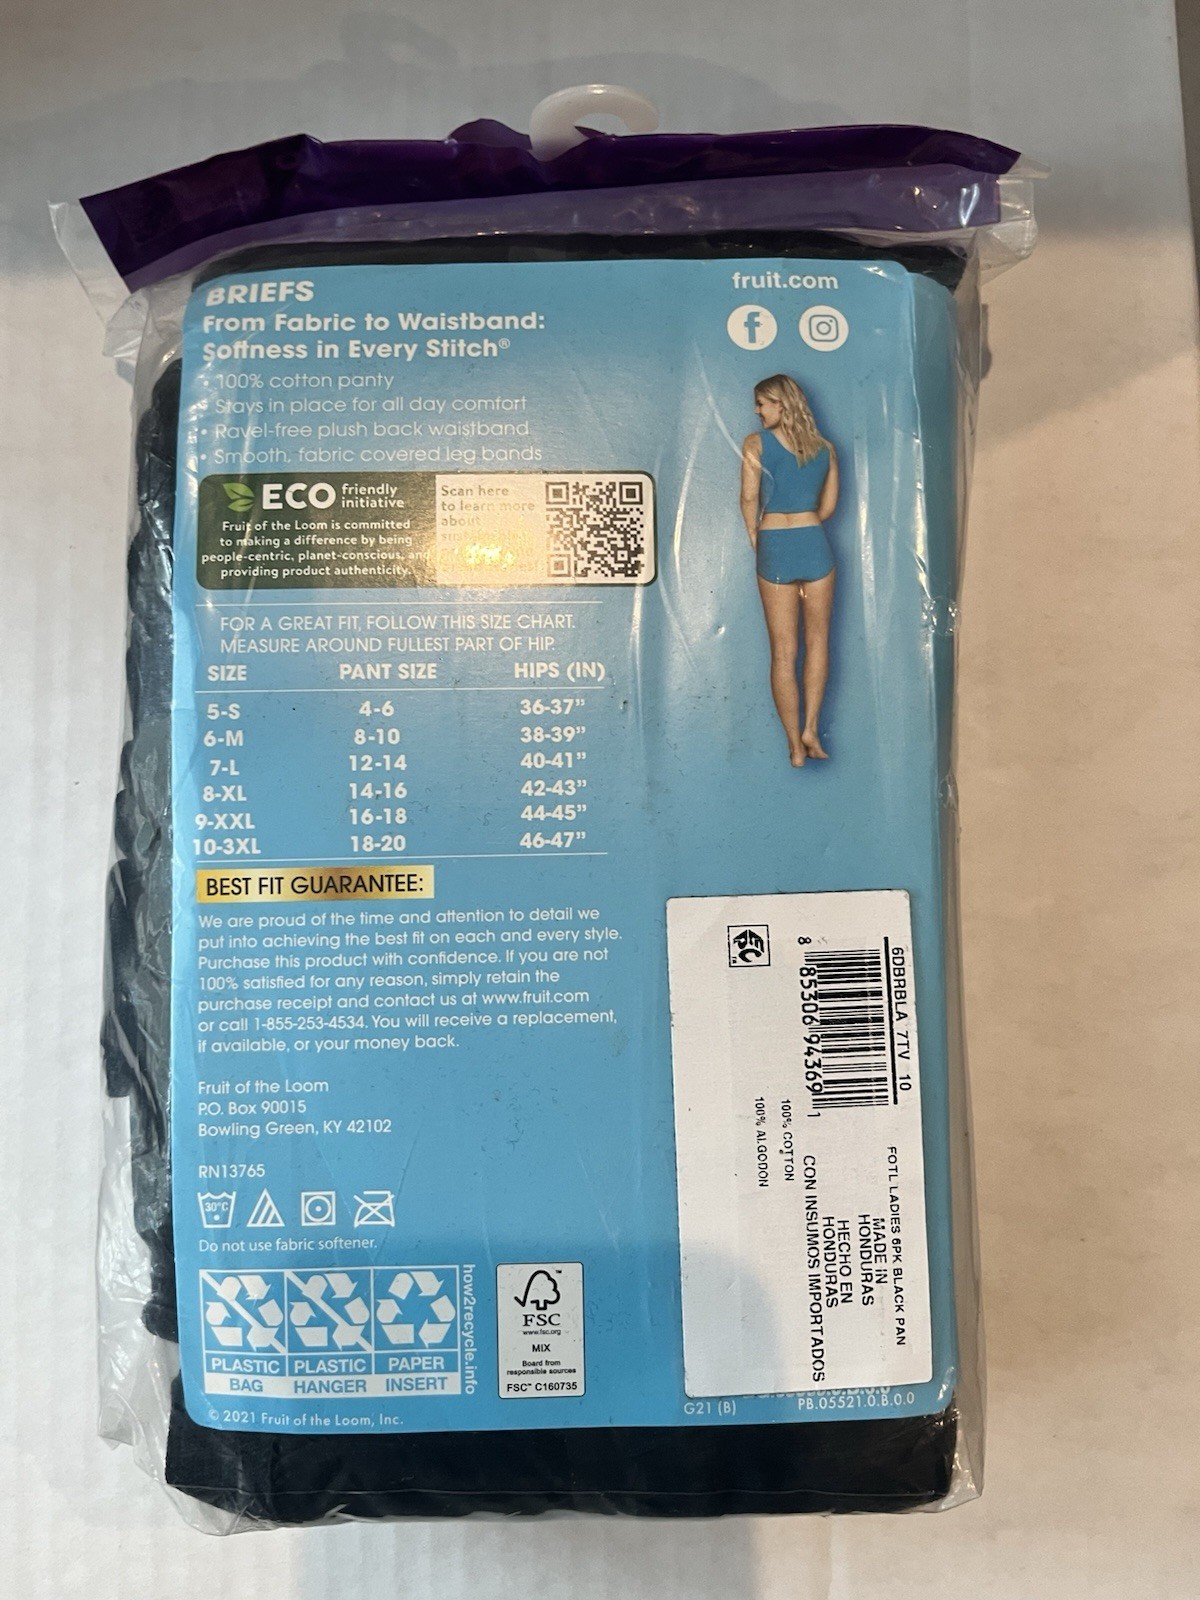 BRIEFS
From Fabric to Waistband:
Softness in Every Stitch®
• 100% cotton panty
• Stays in place for all day comfort
• Ravel-free plush back waistband
• Smooth, fabric covered leg bands
fruit.com
ECO friendly
initiative
Fruit of the Loom is committed
to making a difference by being
people-centric, planet-conscious, and
providing product authenticity.
Scan here
to learn more
about
FOR A GREAT FIT, FOLLOW THIS SIZE CHART.
MEASURE AROUND FULLEST PART OF HIP.
SIZE PANT SIZE HIPS (IN)
5-S 4-6 36-37”
6-M 8-10 38-39”
7-L 12-14 40-41”
8-XL 14-16 42-43”
9-XXL 16-18 44-45”
10-3XL 18-20 46-47”
BEST FIT GUARANTEE:
We are proud of the time and attention to detail we
put into achieving the best fit on each and every style.
Purchase this product with confidence. If you are not
100% satisfied for any reason, simply retain the
purchase receipt and contact us at www.fruit.com
or call 1-855-253-4534. You will receive a replacement,
if available, or your money back.
Fruit of the Loom
P.O. Box 90015
Bowling Green, KY 42102
RN13765
30°C
Do not use fabric softener.
PLASTIC BAG
PLASTIC HANGER
PAPER INSERT
how2recycle.info
FSC
www.fsc.org
MIX
Board from
responsible sources
FSC™ C160735
© 2021 Fruit of the Loom, Inc.
6DBRBLA 7TV 10
FOTL LADIES 6PK BLACK PAN
8 85306 94369 1
MADE IN
HONDURAS
HECHO EN
HONDURAS
CON INSUMOS IMPORTADOS
100% COTTON
100% ALGODON
EPC
G21 (B)
PB.05521.0.B.0.0